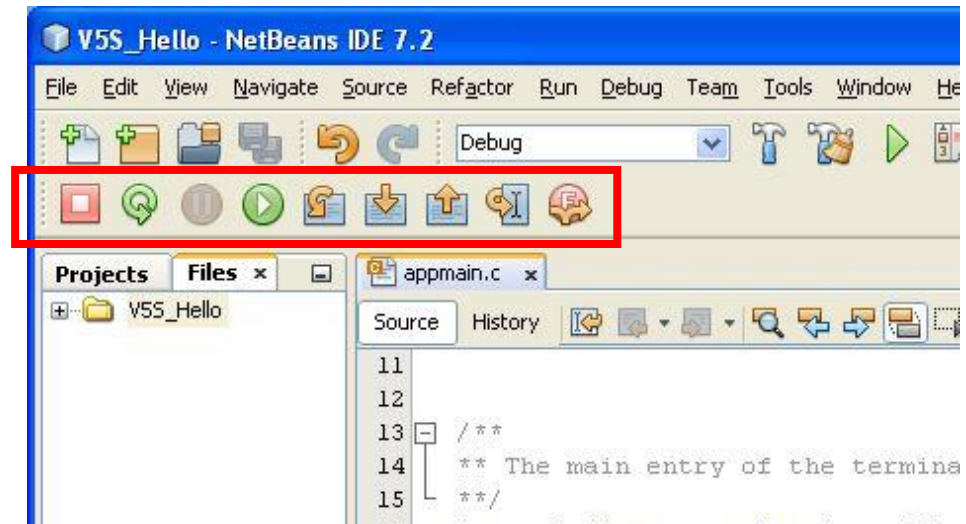 V5S_Hello - NetBeans IDE 7.2
File Edit View Navigate Source Refactor Run Debug Team Tools Window
Debug
Projects Files x
appmain.c x
V5S_Hello
Source History
11
12
13 /**
14 ** The main entry of the
15 **/